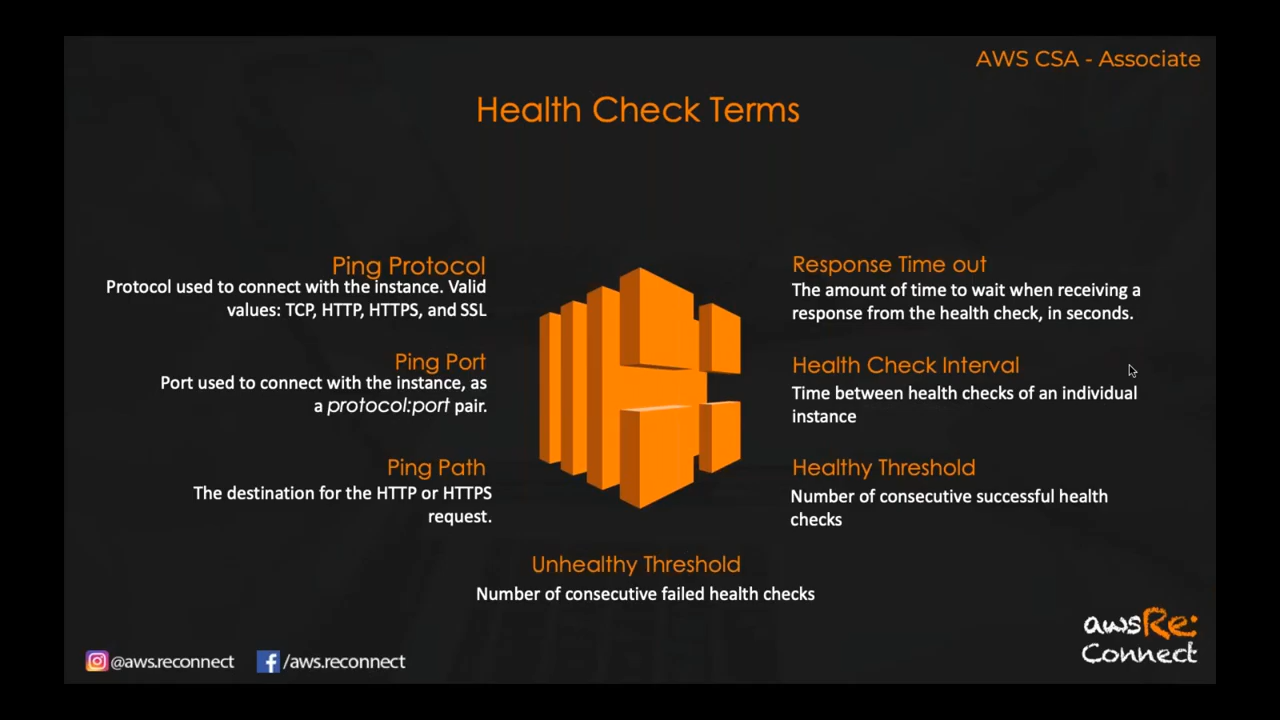 AWS CSA - Associate
Health Check Terms
Ping Protocol
Protocol used to connect with the instance. Valid
values: TCP, HTTP, HTTPS, and SSL
Ping Port
Port used to connect with the instance, as
a protocol:port pair.
Ping Path
The destination for the HTTP or HTTPS
request.
Response Time out
The amount of time to wait when receiving a
response from the health check, in seconds.
Health Check Interval
Time between health checks of an individual
instance
Healthy Threshold
Number of consecutive successful health
checks
Unhealthy Threshold
Number of consecutive failed health checks
@aws.reconnect
/aws.reconnect
awsRe:
Connect